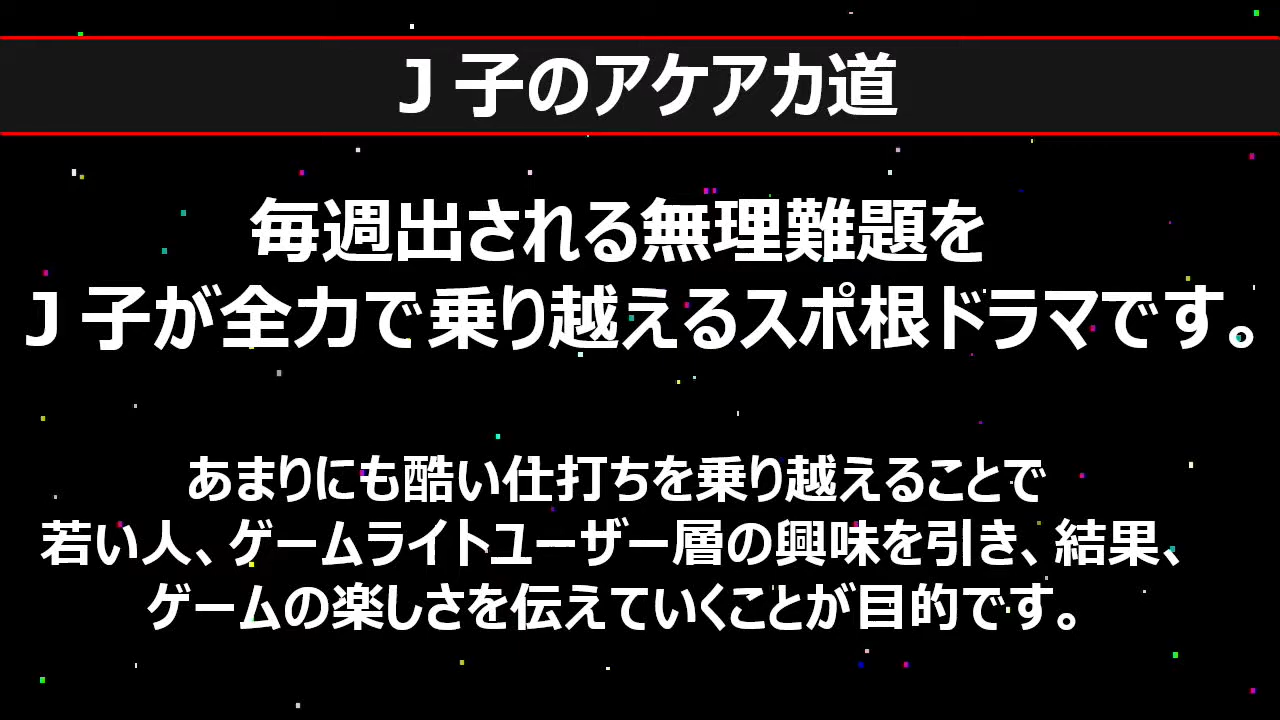 J子のアケアカ道
毎週出される無理難題を
J子が全力で乗り越えるスポ根ドラマです。
あまりにも酷い仕打ちを乗り越えることで
若い人、ゲームライトユーザー層の興味を引き、結果、
ゲームの楽しさを伝えていくことが目的です。